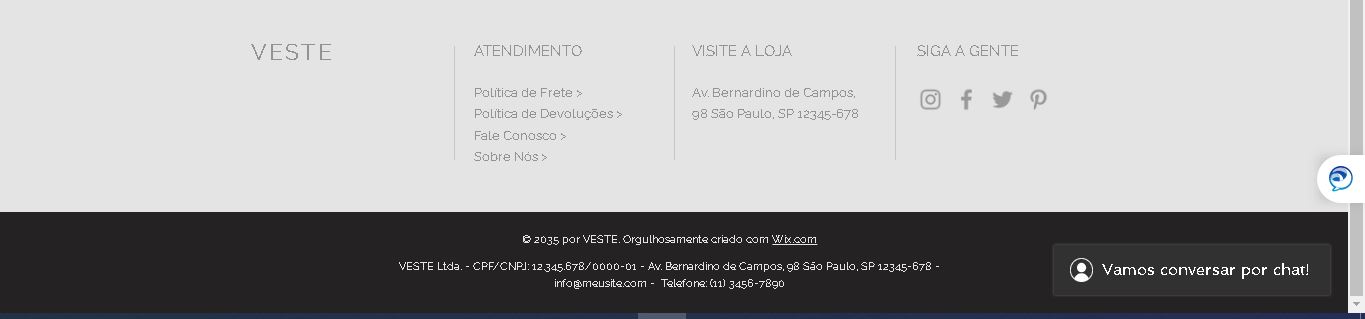 VESTE
ATENDIMENTO
Política de Frete >
Política de Devoluções >
Fale Conosco >
Sobre Nós >
VISITE A LOJA
Av. Bernardino de Campos,
98 São Paulo, SP 12345-678
SIGA A GENTE
© 2035 por VESTE. Orgulhosamente criado com Wix.com
VESTE Ltda. - CPF/CNPJ: 12.345.678/0000-01 - Av. Bernardino de Campos, 98 São Paulo, SP 12345-678 -
info@meusite.com - Telefone: (11) 3456-7890
Vamos conversar por chat!